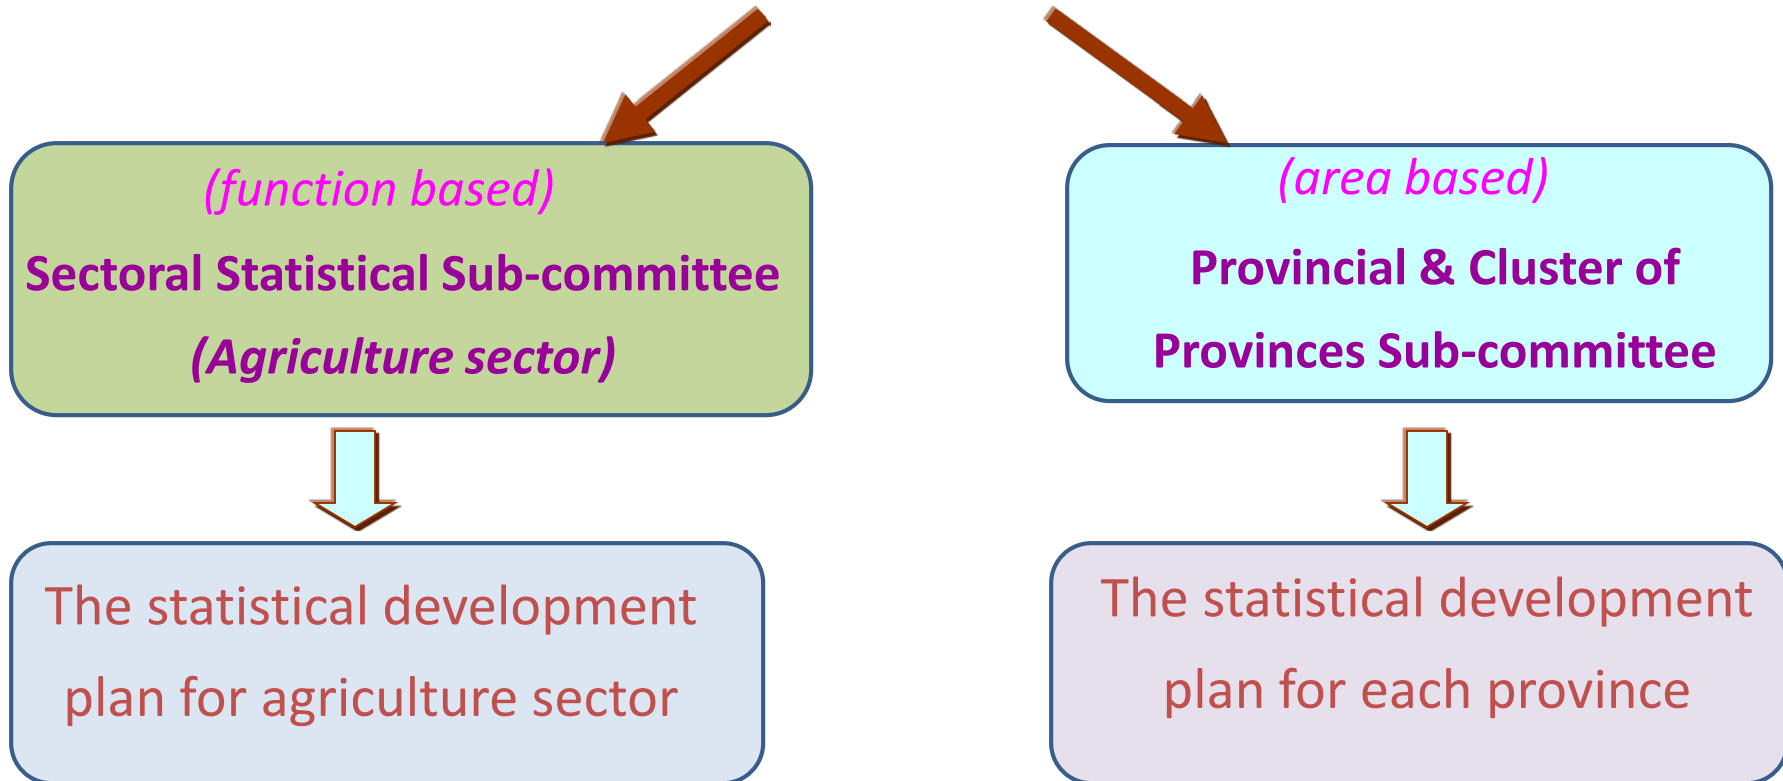 (function based)
Sectoral Statistical Sub-committee
(Agriculture sector)
(area based)
Provincial & Cluster of
Provinces Sub-committee
The statistical development
plan for agriculture sector
The statistical development
plan for each province